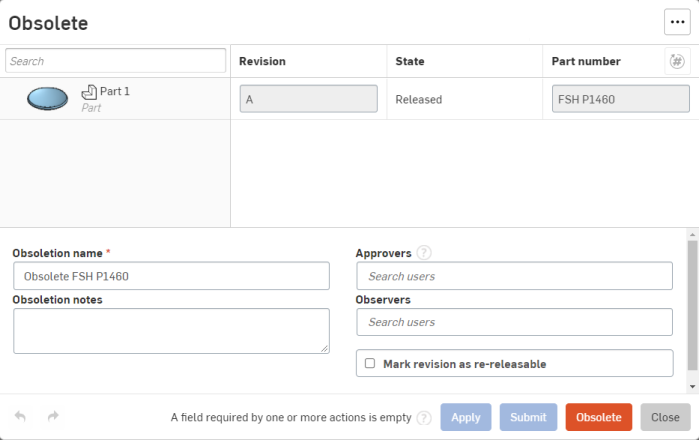 Obsolete
Search
Revision
State
Part number
Part 1
Part
A
Released
FSH P1460
Obsoletion name *
Approvers ?
Obsolete FSH P1460
Search users
Obsoletion notes
Observers
Search users
Mark revision as re-releasable
A field required by one or more actions is empty ?
Apply
Submit
Obsolete
Close